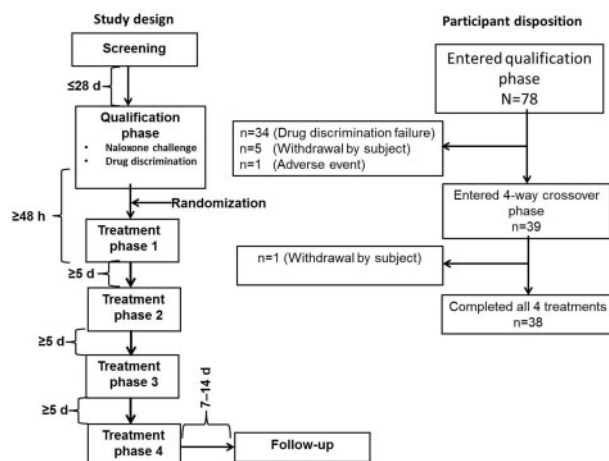 Study design
Screening
≤28 d
Qualification
phase
• Naloxone challenge
• Drug discrimination
Randomization
≥48 h
Treatment
phase 1
≥5 d
Treatment
phase 2
≥5 d
Treatment
phase 3
≥5 d
Treatment
phase 4
7–14 d
Follow-up
Participant disposition
Entered qualification
phase
N=78
n=34 (Drug discrimination failure)
n=5 (Withdrawal by subject)
n=1 (Adverse event)
Entered 4-way crossover
phase
n=39
n=1 (Withdrawal by subject)
Completed all 4 treatments
n=38